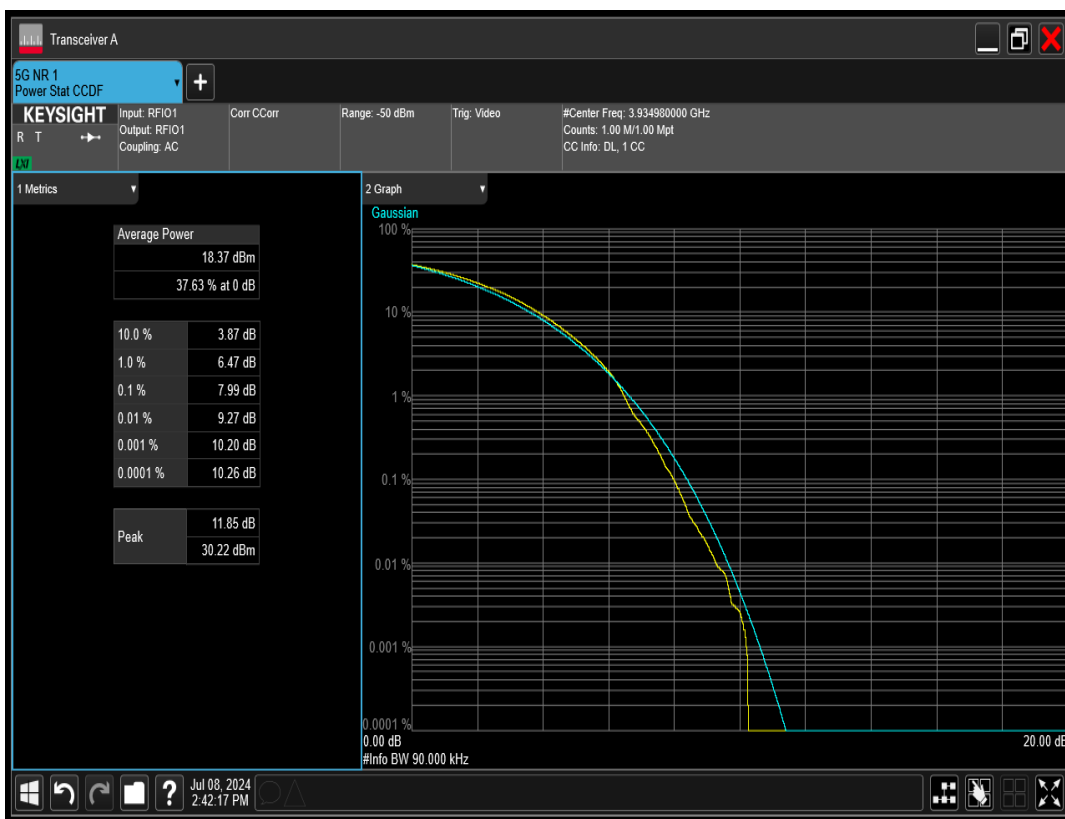 Transceiver A
5G NR 1
Power Stat CCDF
+
KEYSIGHT
R T
LXI
Input: RFIO1
Output: RFIO1
Coupling: AC
Corr CCorr
Range: -50 dBm
Trig: Video
#Center Freq: 3.934980000 GHz
Counts: 1.00 M/1.00 Mpt
CC Info: DL, 1 CC
1 Metrics
Average Power
18.37 dBm
37.63 % at 0 dB
10.0 % 3.87 dB
1.0 % 6.47 dB
0.1 % 7.99 dB
0.01 % 9.27 dB
0.001 % 10.20 dB
0.0001 % 10.26 dB
Peak
11.85 dB
30.22 dBm
2 Graph
Gaussian
100 %
10 %
1 %
0.1 %
0.01 %
0.001 %
0.0001 %
0.00 dB 20.00 dB
#Info BW 90.000 kHz
?
Jul 08, 2024
2:42:17 PM